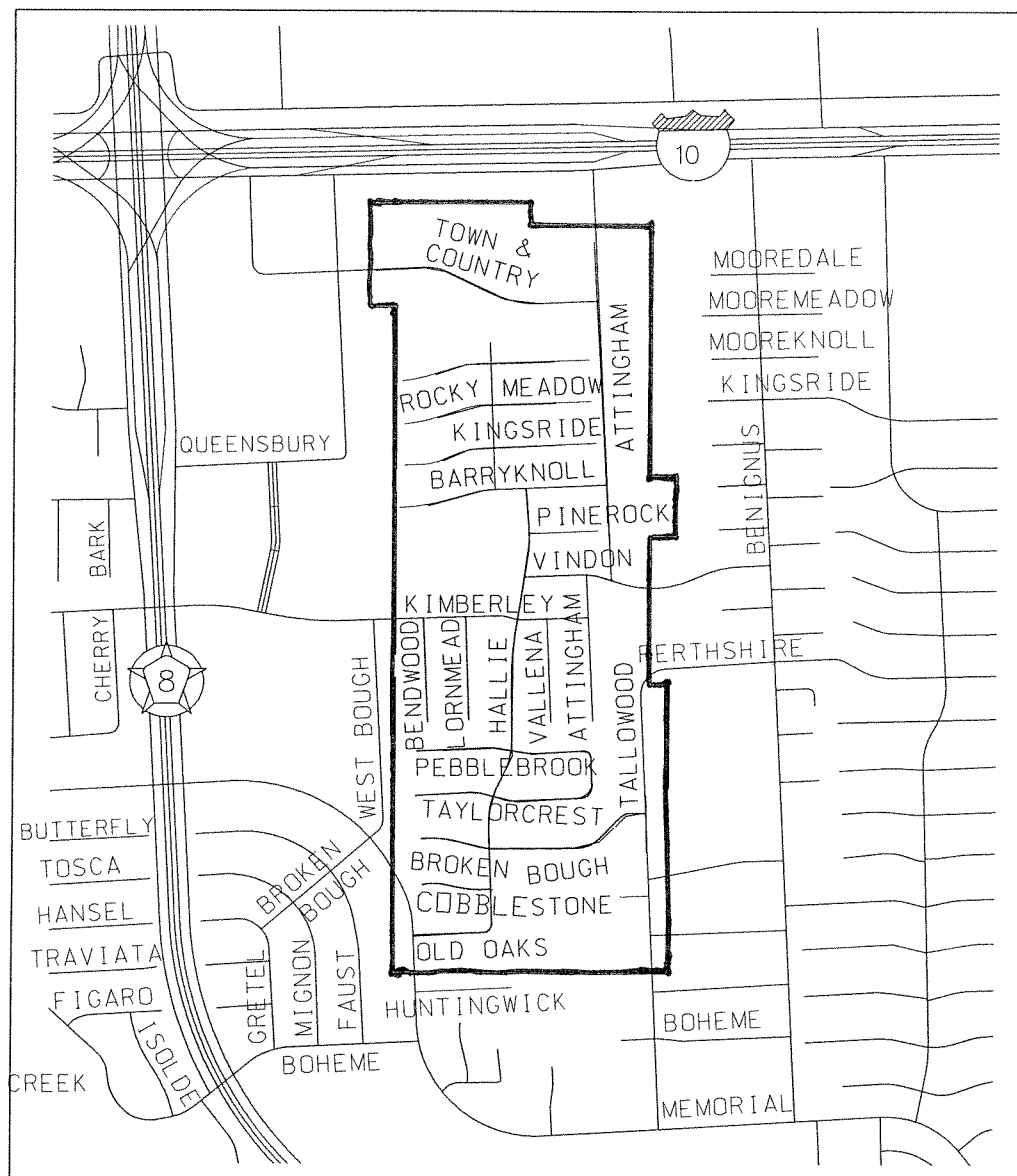 10
TOWN &
COUNTRY
MOOREDALE
MOOREMEADOW
MOOREKNOLL
KINGSRIDE
ATTINGHAM
ROCKY MEADOW
KINGSRIDE
QUEENSBURY
BARRYKNOLL
BENIGNUS
PINEROCK
BARK
VINDON
KIMBERLEY
CHERRY
8
WEST BOUGH
BENDWOOD
LORNMEAD
HALLIE
VALLENA
ATTINGHAM
TALLOWOOD
PERTHSHIRE
PEBBLEBROOK
TAYLORCREST
BUTTERFLY
TOSCA
BROKEN
BOUGH
BROKEN BOUGH
HANSEL
COBBLESTONE
TRAVIATA
OLD OAKS
FIGARO
ISOLDE
GRETEL
MIGNON
FAUST
HUNTINGWICK
BOHEME
BOHEME
CREEK
MEMORIAL